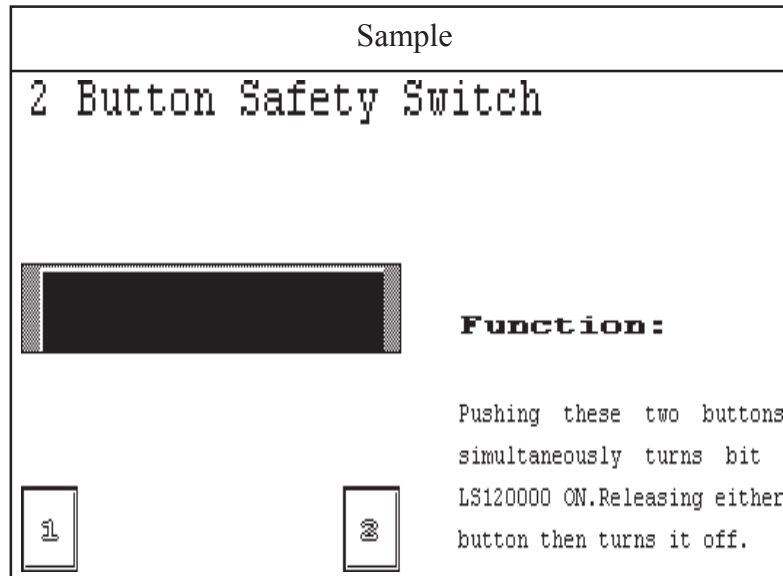 Sample
2 Button Safety Switch
Function:
Pushing these two buttons
simultaneously turns bit
LS120000 ON.Releasing either
button then turns it off.
1 2